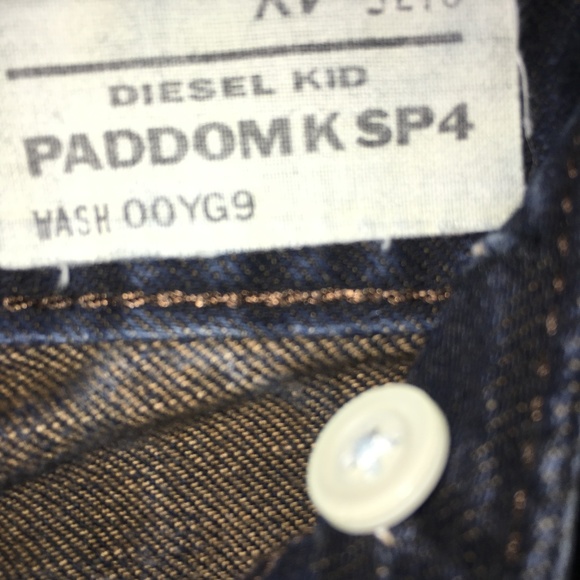 DIESEL KID
PADDOM K SP4
WASH 00YG9